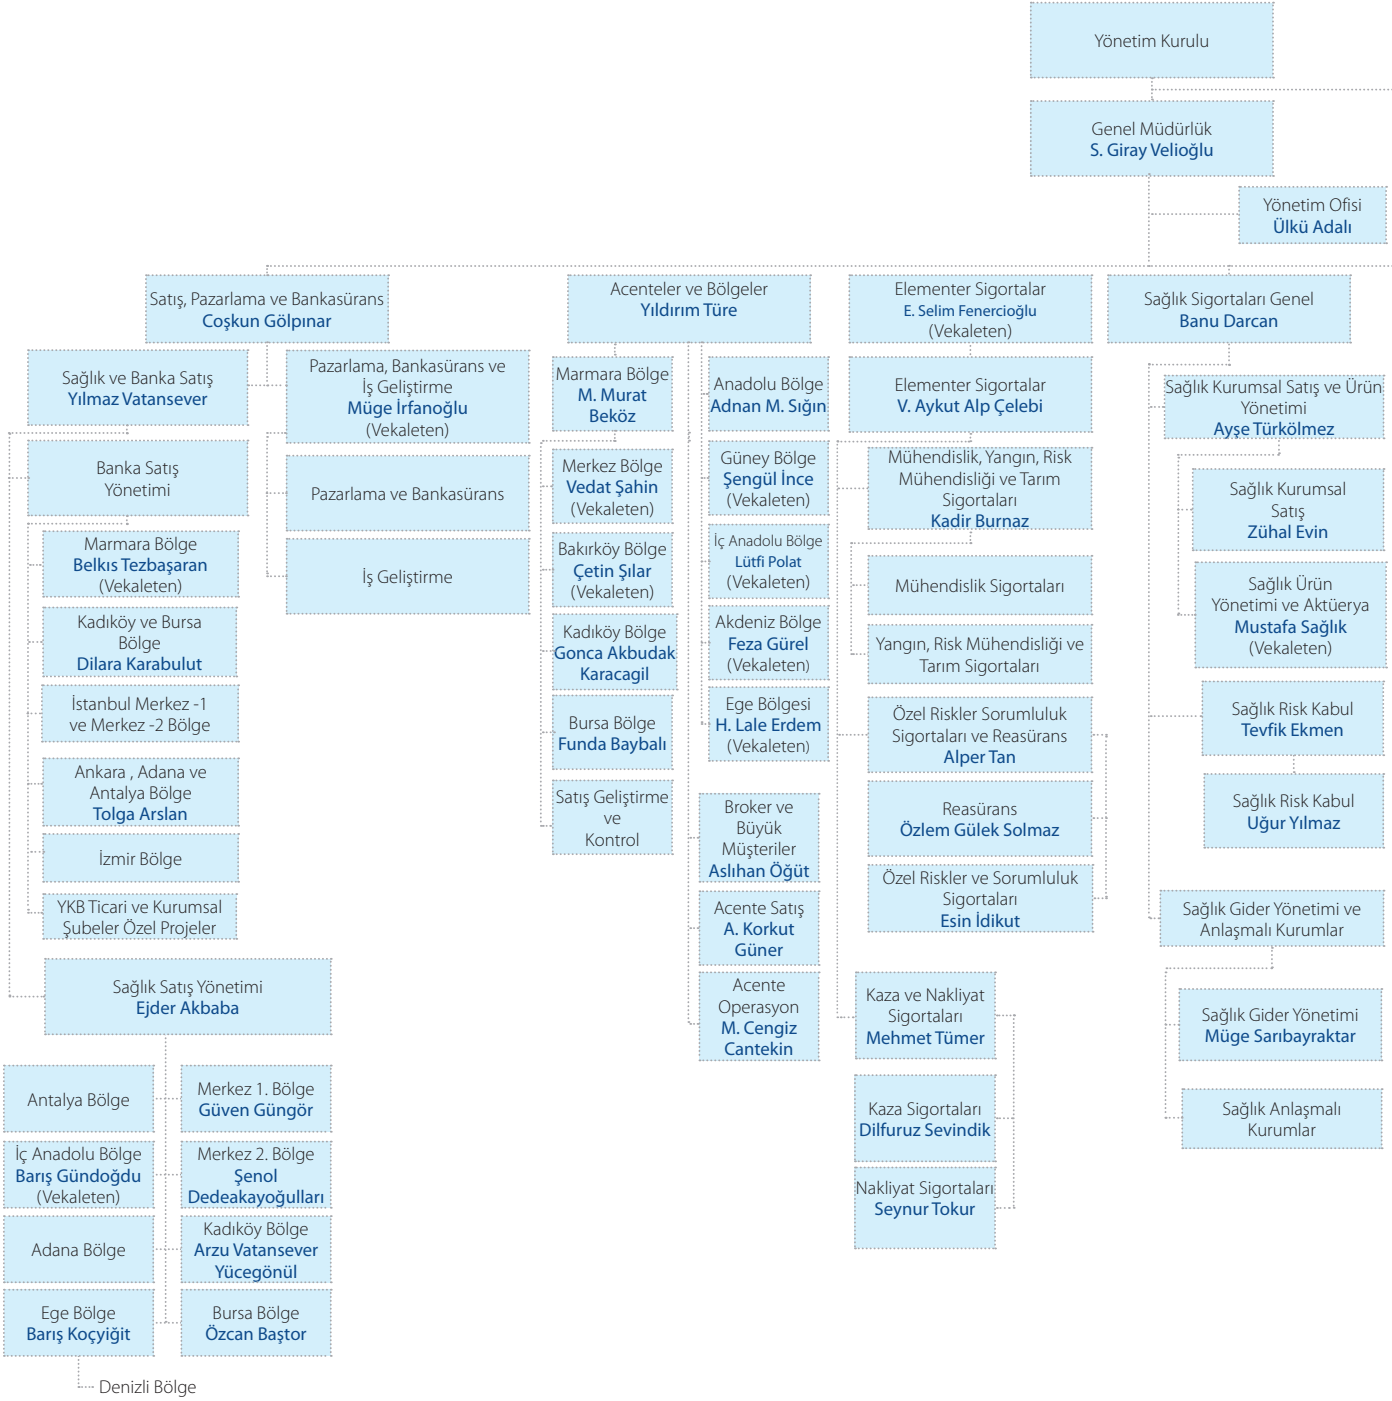 Yönetim Kurulu
Genel Müdürlük
S. Giray Velioğlu
Yönetim Ofisi
Ülkü Adalı
Satış, Pazarlama ve Bankasürans
Coşkun Gölpınar
Sağlık ve Banka Satış
Yılmaz Vatansever
Pazarlama, Bankasürans ve
İş Geliştirme
Müge İrfanoğlu
(Vekaleten)
Banka Satış
Yönetimi
Pazarlama ve Bankasürans
İş Geliştirme
Marmara Bölge
Belkıs Tezbaşaran
(Vekaleten)
Kadıköy ve Bursa
Bölge
Dilara Karabulut
İstanbul Merkez -1
ve Merkez -2 Bölge
Ankara , Adana ve
Antalya Bölge
Tolga Arslan
İzmir Bölge
YKB Ticari ve Kurumsal
Şubeler Özel Projeler
Sağlık Satış Yönetimi
Ejder Akbaba
Antalya Bölge
İç Anadolu Bölge
Barış Gündoğdu
(Vekaleten)
Adana Bölge
Ege Bölge
Barış Koçyiğit
Denizli Bölge
Merkez 1. Bölge
Güven Güngör
Merkez 2. Bölge
Şenol
Dedeakayoğulları
Kadıköy Bölge
Arzu Vatansever
Yücegönül
Bursa Bölge
Özcan Baştor
Acenteler ve Bölgeler
Yıldırım Türe
Marmara Bölge
M. Murat
Beköz
Merkez Bölge
Vedat Şahin
(Vekaleten)
Bakırköy Bölge
Çetin Şılar
(Vekaleten)
Kadıköy Bölge
Gonca Akbudak
Karacagil
Bursa Bölge
Funda Baybalı
Satış Geliştirme
ve
Kontrol
Anadolu Bölge
Adnan M. Sığın
Güney Bölge
Şengül İnce
(Vekaleten)
İç Anadolu Bölge
Lütfi Polat
(Vekaleten)
Akdeniz Bölge
Feza Gürel
(Vekaleten)
Ege Bölgesi
H. Lale Erdem
(Vekaleten)
Broker ve
Büyük
Müşteriler
Aslıhan Öğüt
Acente Satış
A. Korkut
Güner
Acente
Operasyon
M. Cengiz
Cantekin
Elementer Sigortalar
E. Selim Fenercioğlu
(Vekaleten)
Elementer Sigortalar
V. Aykut Alp Çelebi
Mühendislik, Yangın, Risk
Mühendisliği ve Tarım
Sigortaları
Kadir Burnaz
Mühendislik Sigortaları
Yangın, Risk Mühendisliği ve
Tarım Sigortaları
Özel Riskler Sorumluluk
Sigortaları ve Reasürans
Alper Tan
Reasürans
Özlem Gülek Solmaz
Özel Riskler ve Sorumluluk
Sigortaları
Esin İdikut
Kaza ve Nakliyat
Sigortaları
Mehmet Tümer
Kaza Sigortaları
Dilfuruz Sevindik
Nakliyat Sigortaları
Seynur Tokur
Sağlık Sigortaları Genel
Banu Darcan
Sağlık Kurumsal Satış ve Ürün
Yönetimi
Ayşe Türkölmez
Sağlık Kurumsal
Satış
Zühal Evin
Sağlık Ürün
Yönetimi ve Aktüerya
Mustafa Sağlık
(Vekaleten)
Sağlık Risk Kabul
Tevfik Ekmen
Sağlık Risk Kabul
Uğur Yılmaz
Sağlık Gider Yönetimi ve
Anlaşmalı Kurumlar
Sağlık Gider Yönetimi
Müge Sarıbayraktar
Sağlık Anlaşmalı
Kurumlar